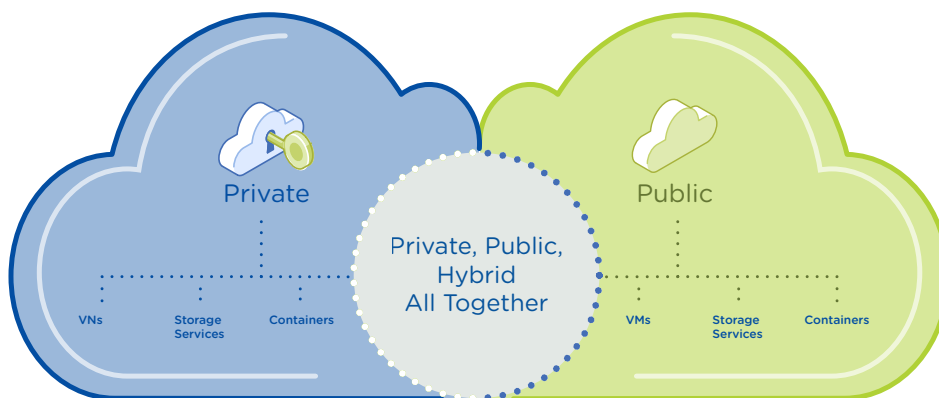 Private
Public
Private, Public,
Hybrid
All Together
VNs
Storage
Services
Containers
VMs
Storage
Services
Containers